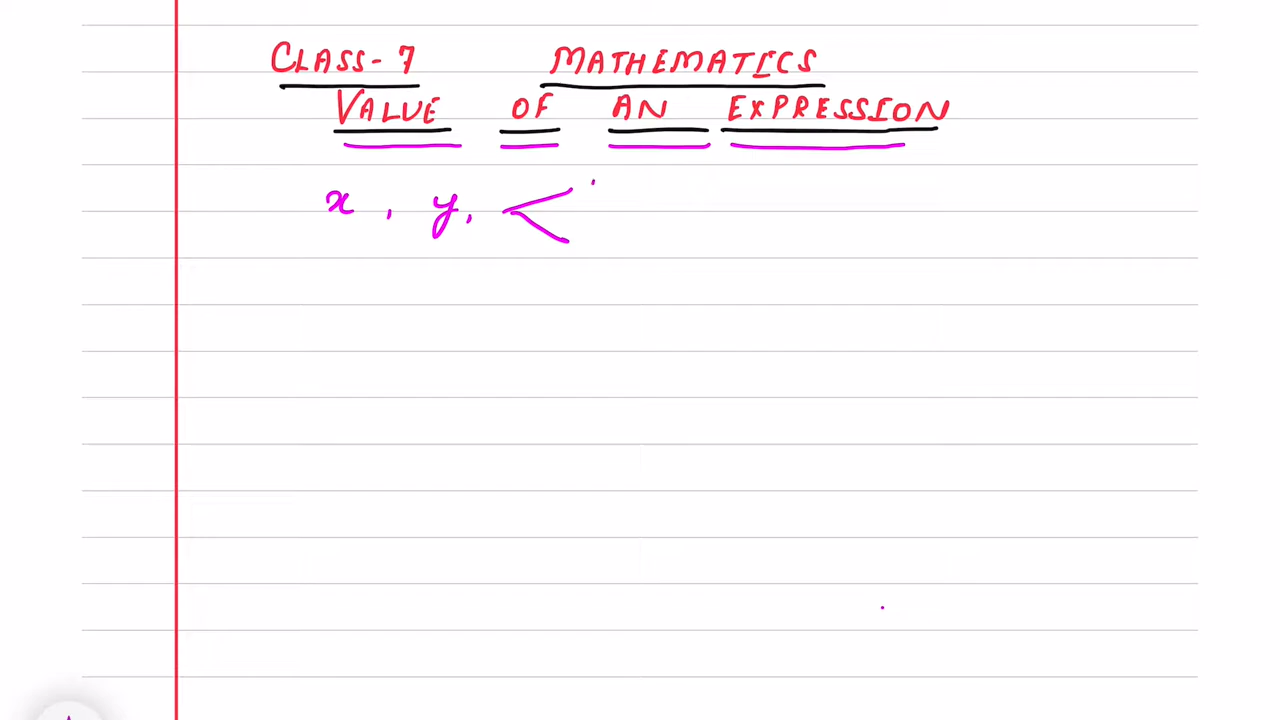 CLASS-7 MATHEMATICS
VALUE OF AN EXPRESSION
x, y, <